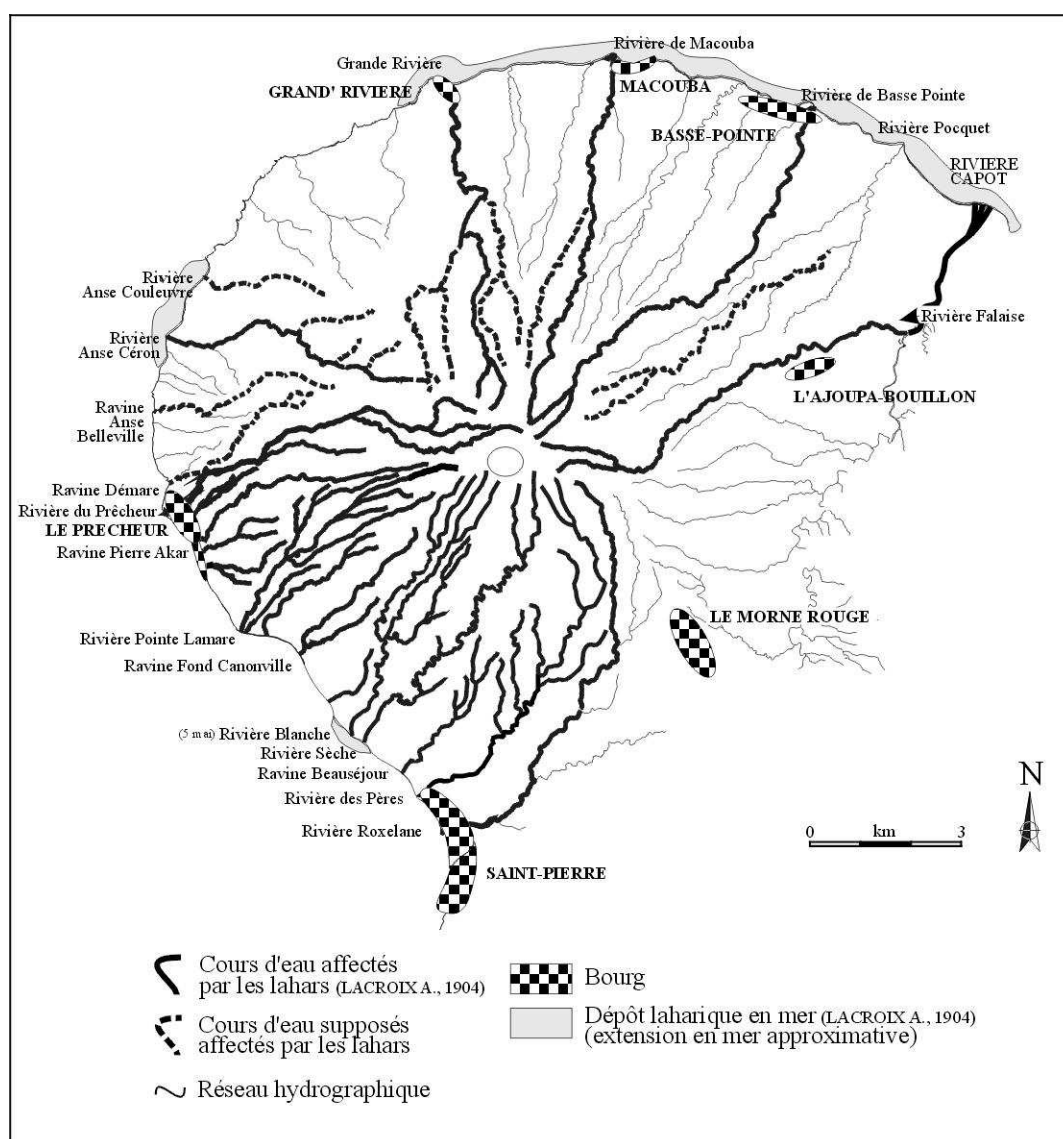 Rivière de Macouba
Grande Rivière
GRAND' RIVIERE
MACOUBA
Rivière de Basse Pointe
BASSE-POINTE
Rivière Pocquet
RIVIERE
CAPOT
Rivière
Anse Couleuvre
Rivière Falaise
Rivière
Anse Céron
L'AJOUPA-BOUILLON
Ravine
Anse
Belleville
Ravine Démare
Rivière du Prêcheur
LE PRECHEUR
Ravine Pierre Akar
LE MORNE ROUGE
Rivière Pointe Lamare
Ravine Fond Canonville
(5 mai) Rivière Blanche
Rivière Sèche
Ravine Beauséjour
Rivière des Pères
Rivière Roxelane
SAINT-PIERRE
N
0 km 3
Cours d'eau affectés
par les lahars (LACROIX A., 1904)
Cours d'eau supposés
affectés par les lahars
Réseau hydrographique
Bourg
Dépôt laharique en mer (LACROIX A., 1904)
(extension en mer approximative)